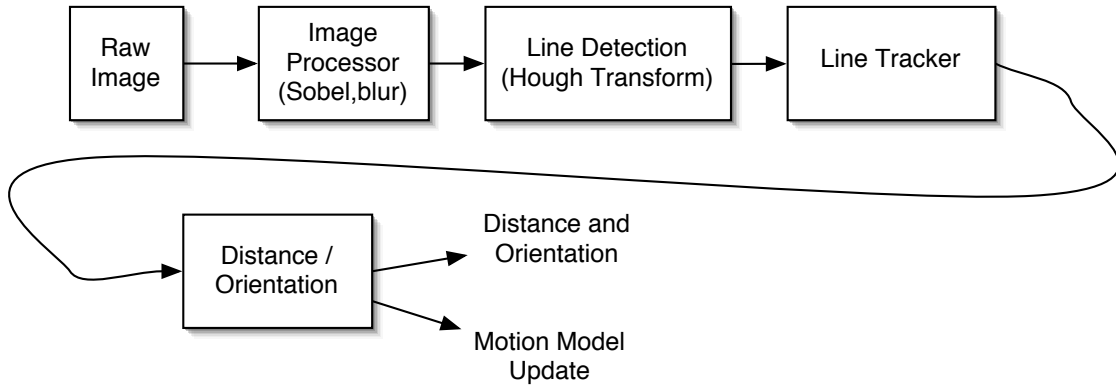 Raw
Image
Image
Processor
(Sobel,blur)
Line Detection
(Hough Transform)
Line Tracker
Distance /
Orientation
Distance and
Orientation
Motion Model
Update